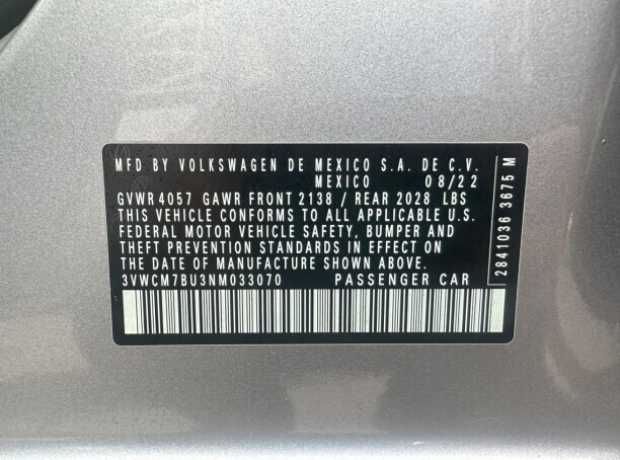 MFD BY VOLKSWAGEN DE MEXICO S.A. DE C.V.
MEXICO 08/22
GVWR 4057 GAWR FRONT 2138 / REAR 2028 LBS
THIS VEHICLE CONFORMS TO ALL APPLICABLE U.S.
FEDERAL MOTOR VEHICLE SAFETY, BUMPER AND
THEFT PREVENTION STANDARDS IN EFFECT ON THE
DATE OF MANUFACTURE SHOWN ABOVE.
3VWCM7BU3NM033070 PASSENGER CAR
2841036 3675 M